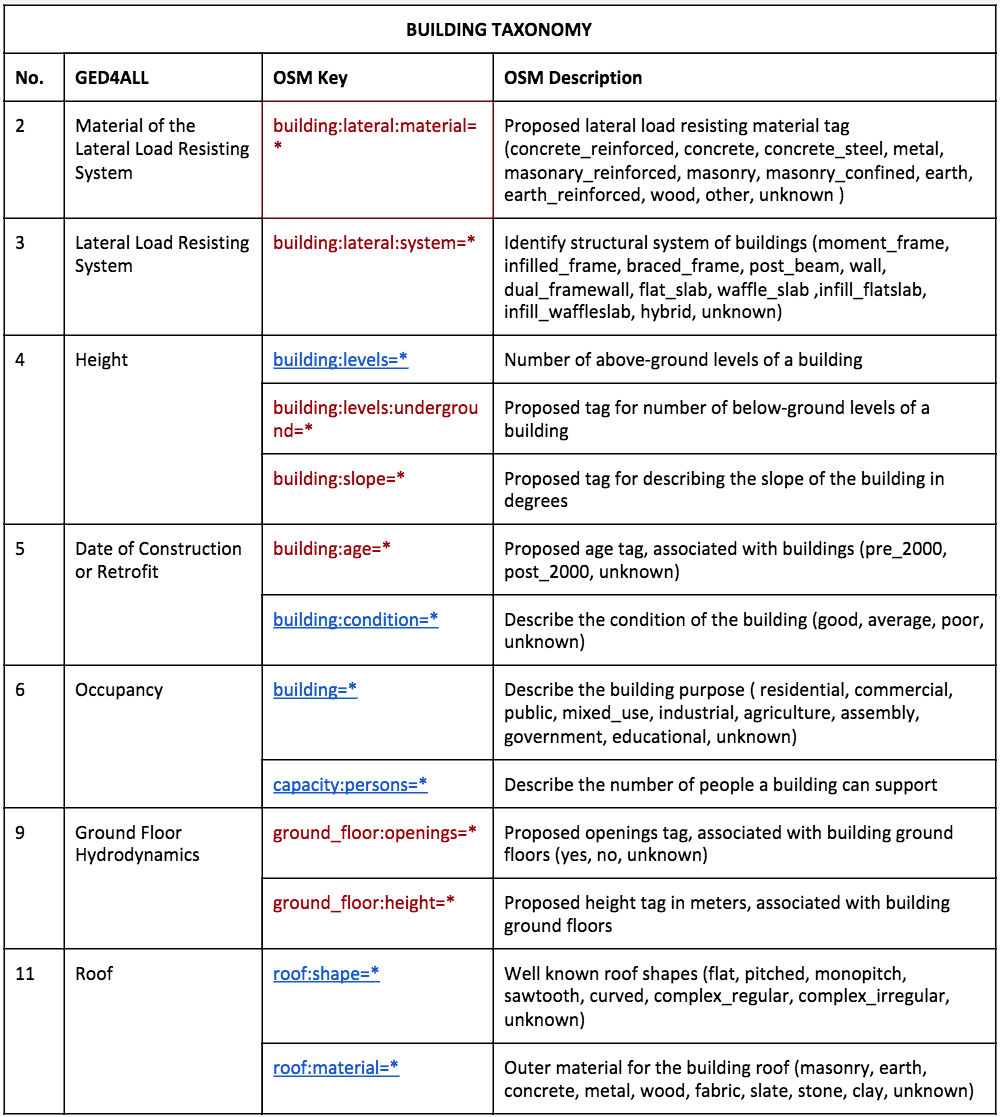 BUILDING TAXONOMY
No. GED4ALL OSM Key OSM Description
2 Material of the Lateral Load Resisting System building:lateral:material=* Proposed lateral load resisting material tag
(concrete_reinforced, concrete, concrete_steel, metal,
masonary_reinforced, masonry, masonry_confined, earth,
earth_reinforced, wood, other, unknown )
3 Lateral Load Resisting System building:lateral:system=* Identify structural system of buildings (moment_frame,
infilled_frame, braced_frame, post_beam, wall,
dual_framewall, flat_slab, waffle_slab ,infill_flatslab,
infill_waffleslab, hybrid, unknown)
4 Height building:levels=* Number of above-ground levels of a building
building:levels:underground=* Proposed tag for number of below-ground levels of a
building
building:slope=* Proposed tag for describing the slope of the building in
degrees
5 Date of Construction or Retrofit building:age=* Proposed age tag, associated with buildings (pre_2000,
post_2000, unknown)
building:condition=* Describe the condition of the building (good, average, poor,
unknown)
6 Occupancy building=* Describe the building purpose ( residential, commercial,
public, mixed_use, industrial, agriculture, assembly,
government, educational, unknown)
capacity:persons=* Describe the number of people a building can support
9 Ground Floor Hydrodynamics ground_floor:openings=* Proposed openings tag, associated with building ground
floors (yes, no, unknown)
ground_floor:height=* Proposed height tag in meters, associated with building
ground floors
11 Roof roof:shape=* Well known roof shapes (flat, pitched, monopitch,
sawtooth, curved, complex_regular, complex_irregular,
unknown)
roof:material=* Outer material for the building roof (masonry, earth,
concrete, metal, wood, fabric, slate, stone, clay, unknown)